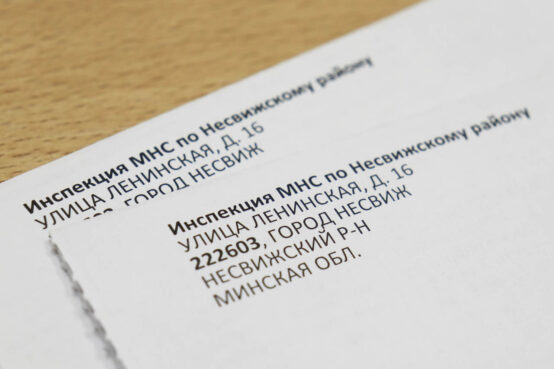 Инспекция МНС по Несвижскому району
УЛИЦА ЛЕНИНСКАЯ, Д. 16
ГОРОД НЕСВИЖ
Инспекция МНС по Несвижскому району
УЛИЦА ЛЕНИНСКАЯ, Д. 16
222603, ГОРОД НЕСВИЖ
НЕСВИЖСКИЙ Р-Н
МИНСКАЯ ОБЛ.